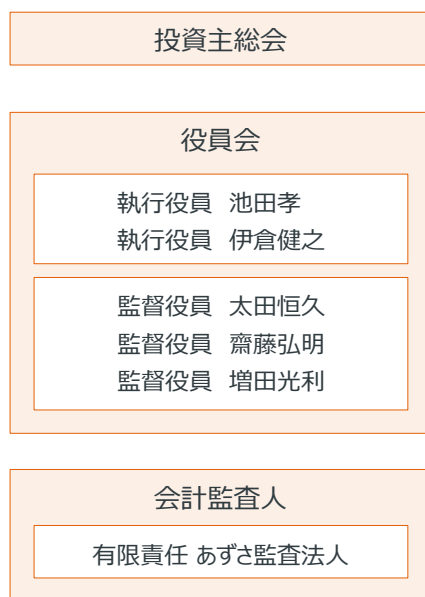 投資主総会
役員会
執行役員 池田孝
執行役員 伊倉健之
監督役員 太田恒久
監督役員 齋藤弘明
監督役員 増田光利
会計監査人
有限責任 あずさ監査法人